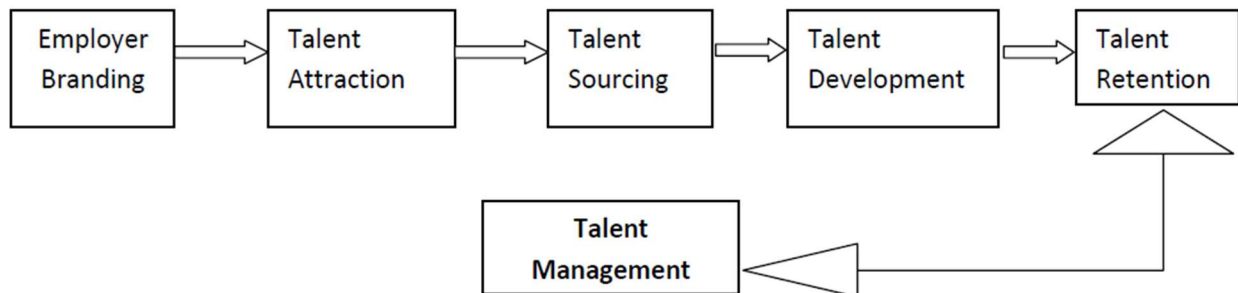 Employer
Branding
Talent
Attraction
Talent
Sourcing
Talent
Development
Talent
Retention
Talent
Management